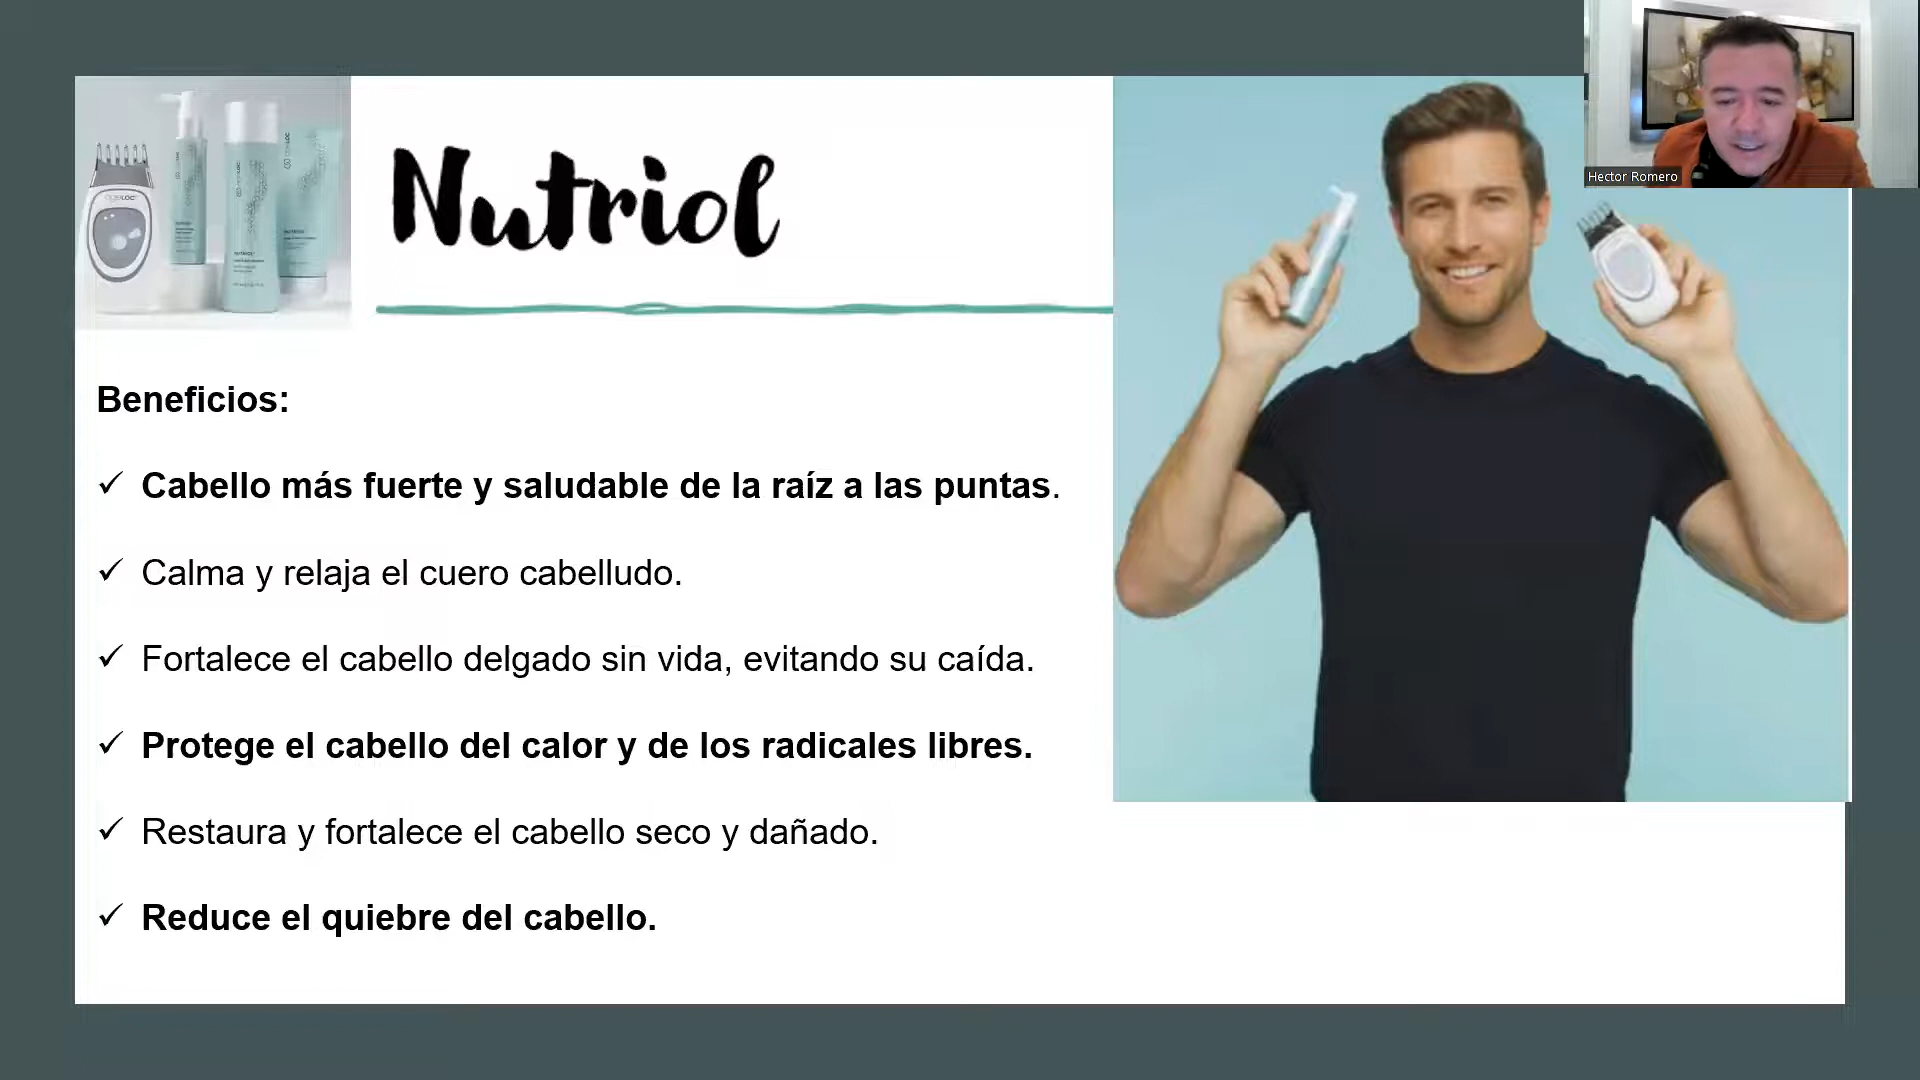 Nutriol
Hector Romero
Beneficios:
✓ Cabello más fuerte y saludable de la raíz a las puntas.
✓ Calma y relaja el cuero cabelludo.
✓ Fortalece el cabello delgado sin vida, evitando su caída.
✓ Protege el cabello del calor y de los radicales libres.
✓ Restaura y fortalece el cabello seco y dañado.
✓ Reduce el quiebre del cabello.